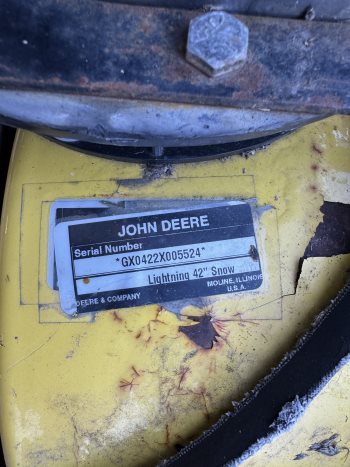 JOHN DEERE
Serial Number
*GX0422X005524*
Lightning 42" Snow
DEERE & COMPANY MOLINE, ILLINOIS
U.S.A.